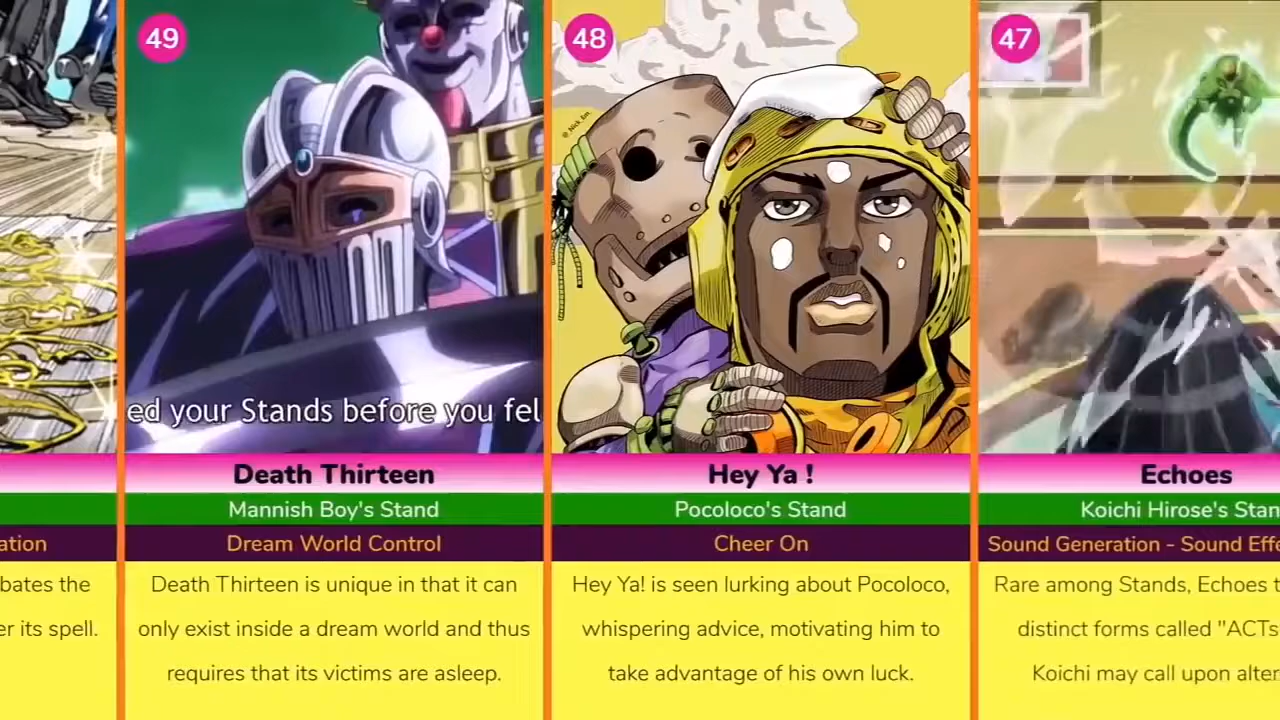 ation
bates the
er its spell.
49
ed your Stands before you fel
Death Thirteen
Mannish Boy's Stand
Dream World Control
Death Thirteen is unique in that it can
only exist inside a dream world and thus
requires that its victims are asleep.
48
Hey Ya !
Pocoloco's Stand
Cheer On
Hey Ya! is seen lurking about Pocoloco,
whispering advice, motivating him to
take advantage of his own luck.
47
Echoes
Koichi Hirose's Stan
Sound Generation - Sound Effe
Rare among Stands, Echoes t
distinct forms called "ACTs
Koichi may call upon alter